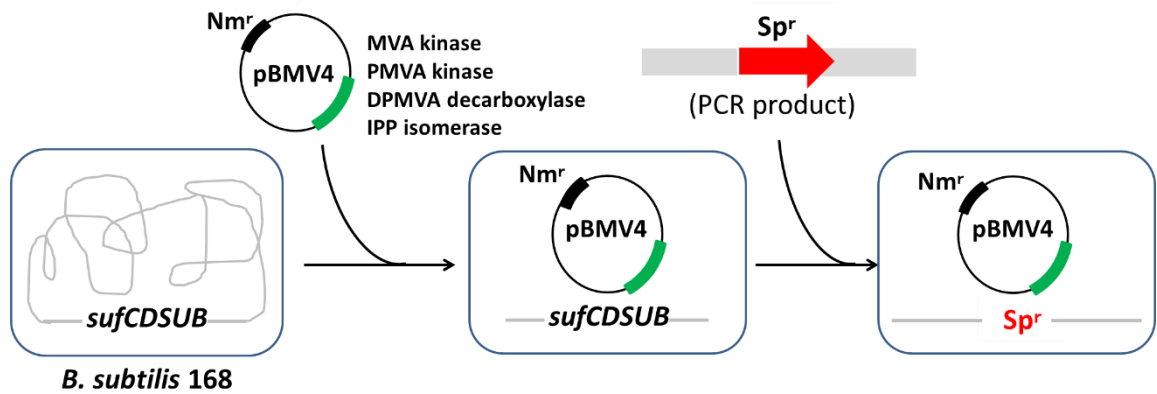 Nmʳ
pBMV4
MVA kinase
PMVA kinase
DPMVA decarboxylase
IPP isomerase
Spʳ
(PCR product)
sufCDSUB
B. subtilis 168
Nmʳ
pBMV4
sufCDSUB
Nmʳ
pBMV4
Spʳ